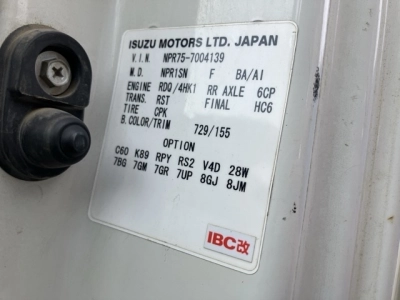 ISUZU MOTORS LTD. JAPAN
V.I.N. NPR75-7004139
M.D. NPR1SN F BA/AI
ENGINE RDQ/4HK1 RR AXLE 6CP
TRANS. RST FINAL HC6
TIRE CPK
B.COLOR/TRIM 729/155
OPTION
C60 K89 RPY RS2 V4D 28W
7BG 7GM 7GR 7UP 8GJ 8JM
IBC改